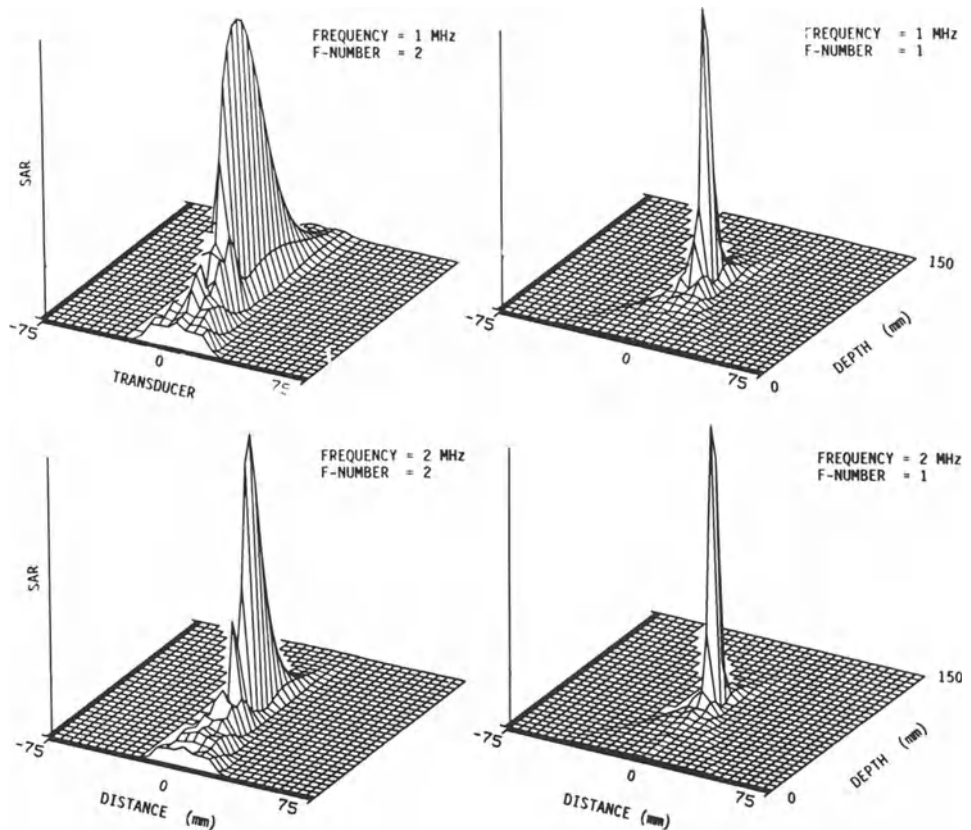 FREQUENCY = 1 MHz
F-NUMBER = 2
SAR
-75
0
75
TRANSDUCER
FREQUENCY = 1 MHz
F-NUMBER = 1
-75
0
75
0
150
DEPTH (mm)
FREQUENCY = 2 MHz
F-NUMBER = 2
SAR
-75
0
75
DISTANCE (mm)
FREQUENCY = 2 MHz
F-NUMBER = 1
-75
0
75
0
150
DEPTH (mm)
DISTANCE (mm)